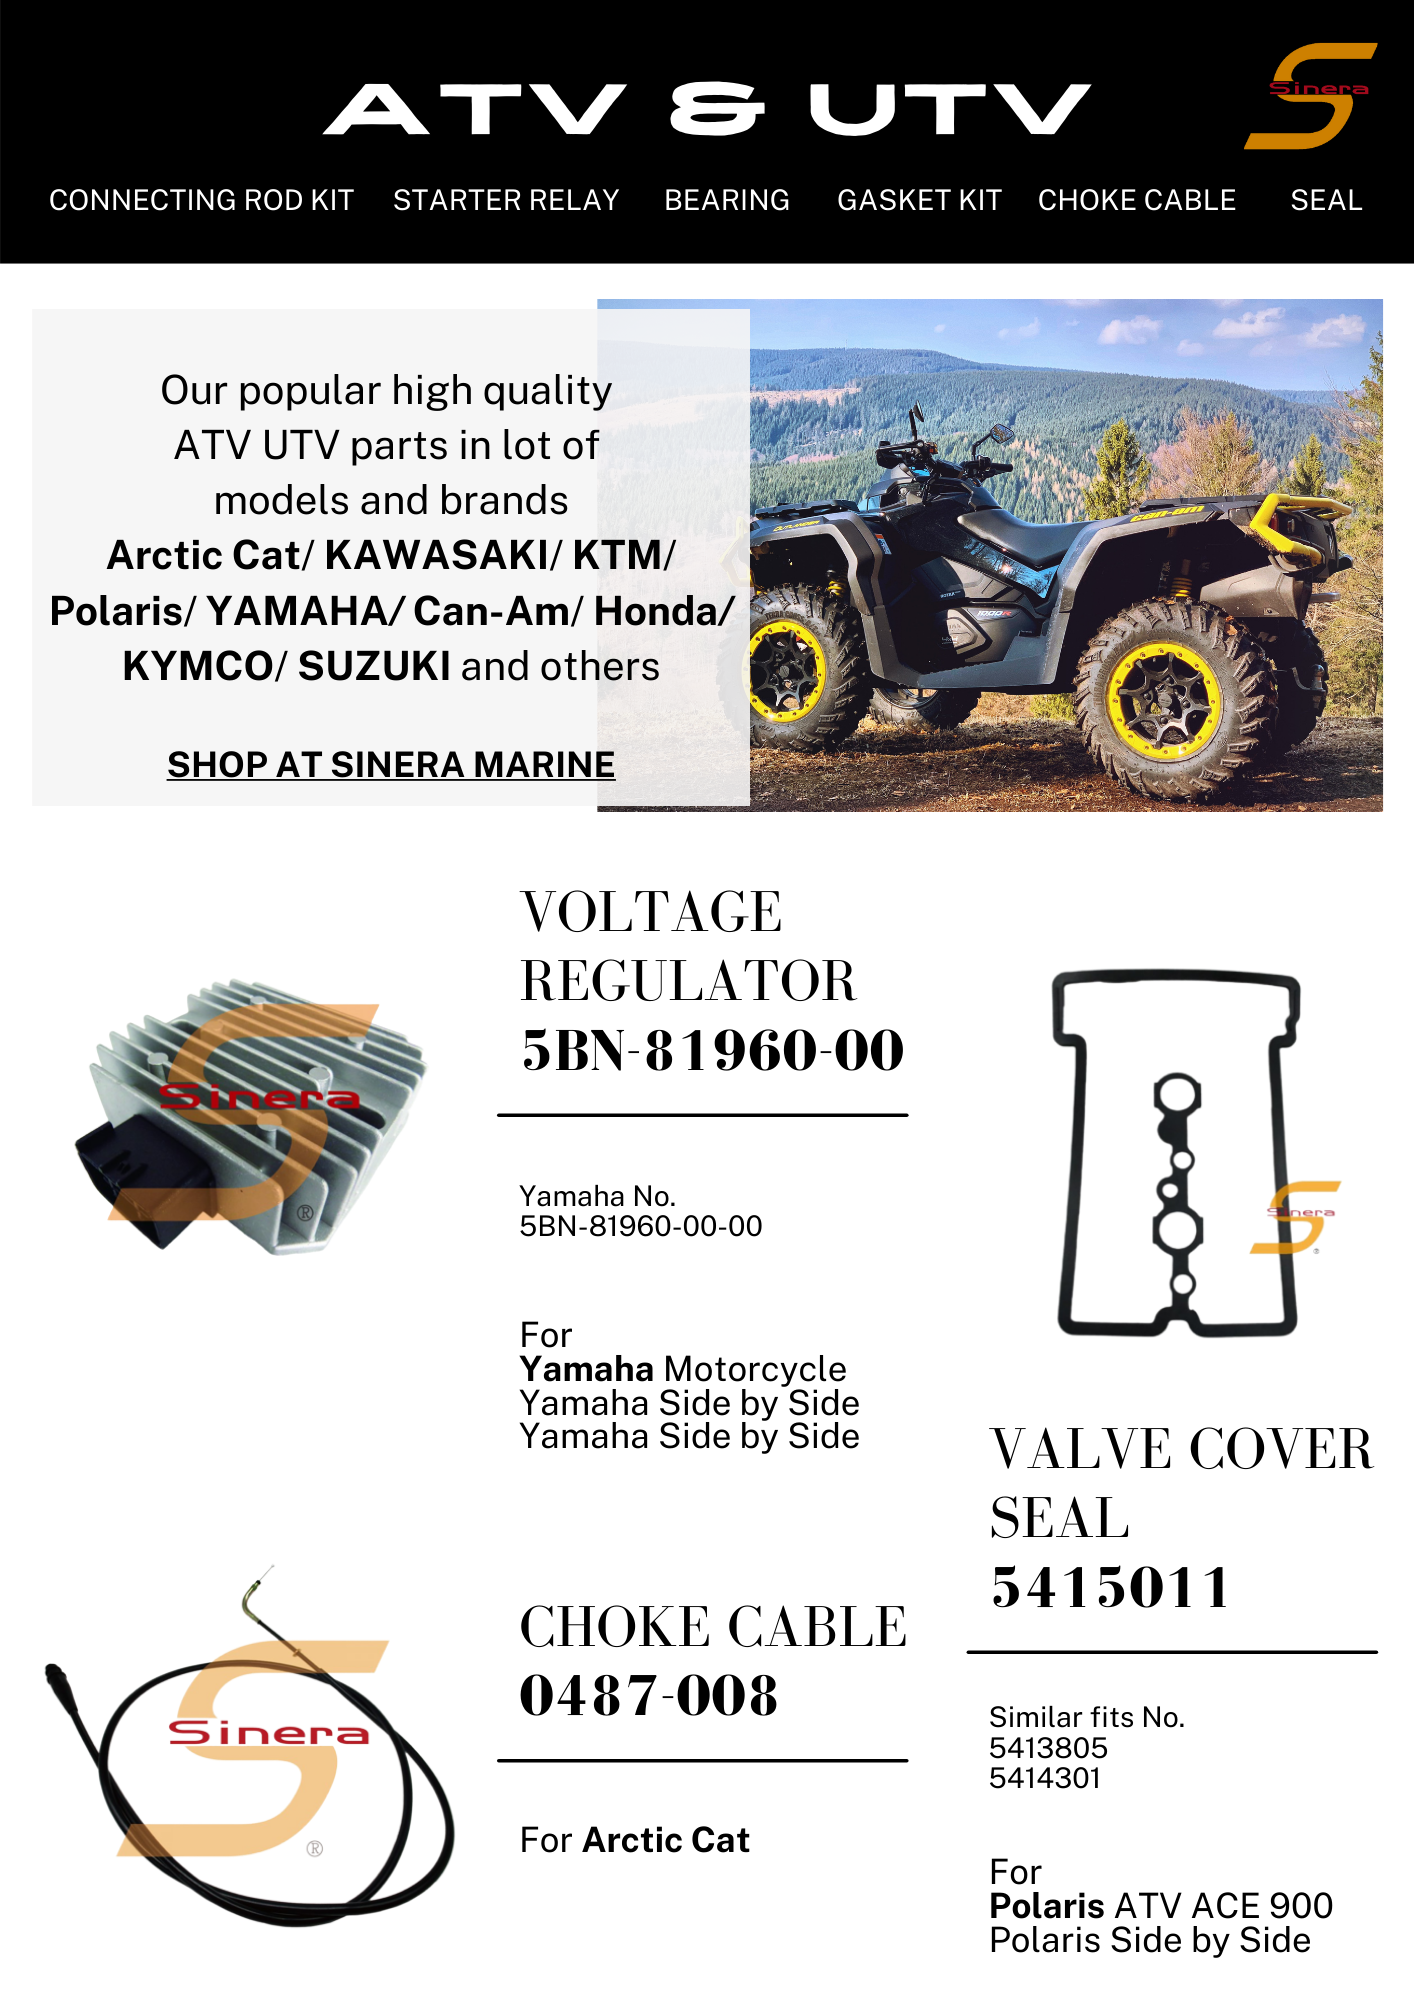 ATV & UTV
Sinera
CONNECTING ROD KIT STARTER RELAY BEARING GASKET KIT CHOKE CABLE SEAL
Our popular high quality
ATV UTV parts in lot of
models and brands
Arctic Cat/ KAWASAKI/ KTM/
Polaris/ YAMAHA/ Can-Am/ Honda/
KYMCO/ SUZUKI and others
SHOP AT SINERA MARINE
can-am
1000R
VOLTAGE
REGULATOR
5BN-81960-00
Sinera
®
Yamaha No.
5BN-81960-00-00
For
Yamaha Motorcycle
Yamaha Side by Side
Yamaha Side by Side
Sinera
®
VALVE COVER
SEAL
5415011
Similar fits No.
5413805
5414301
For
Polaris ATV ACE 900
Polaris Side by Side
CHOKE CABLE
0487-008
Sinera
®
For Arctic Cat